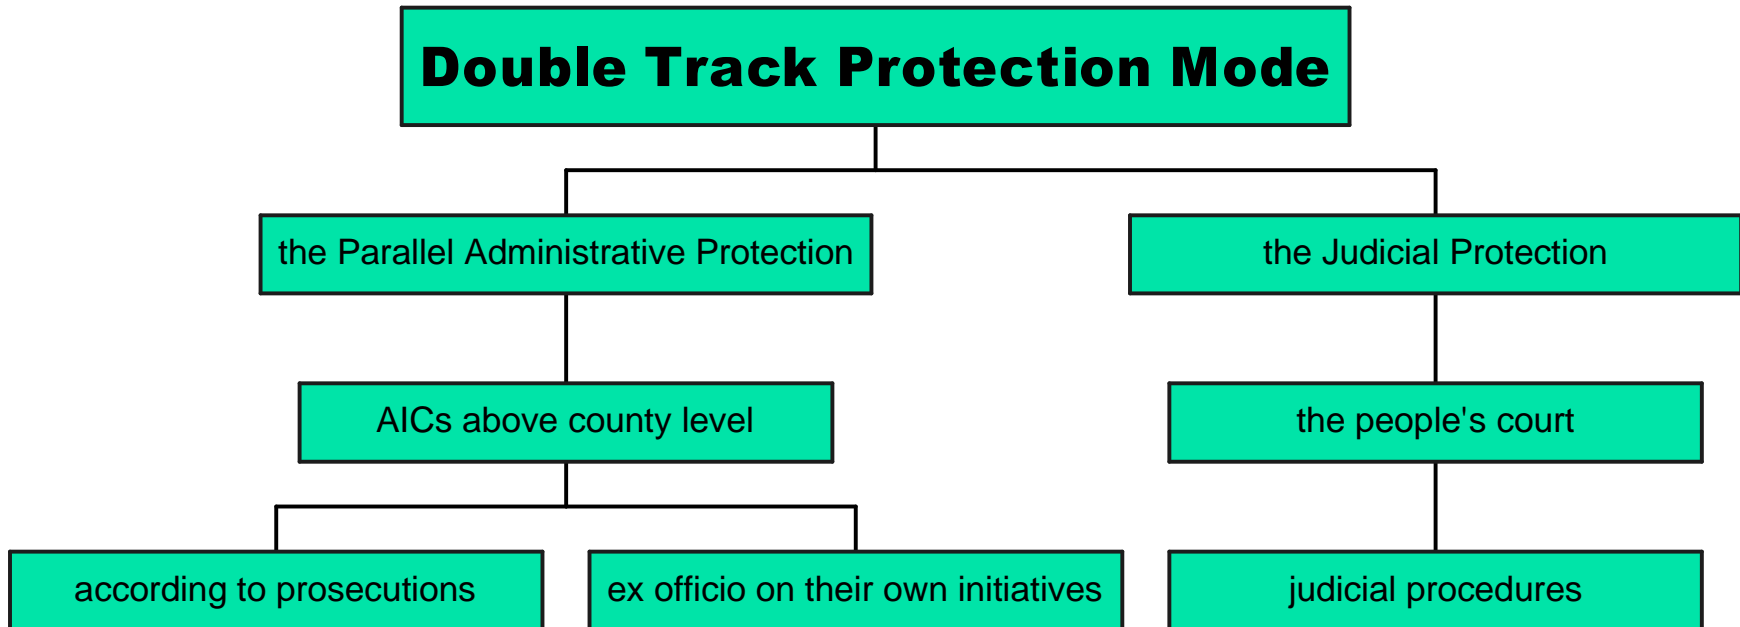 Double Track Protection Mode
the Parallel Administrative Protection
the Judicial Protection
AICs above county level
the people's court
according to prosecutions
ex officio on their own initiatives
judicial procedures